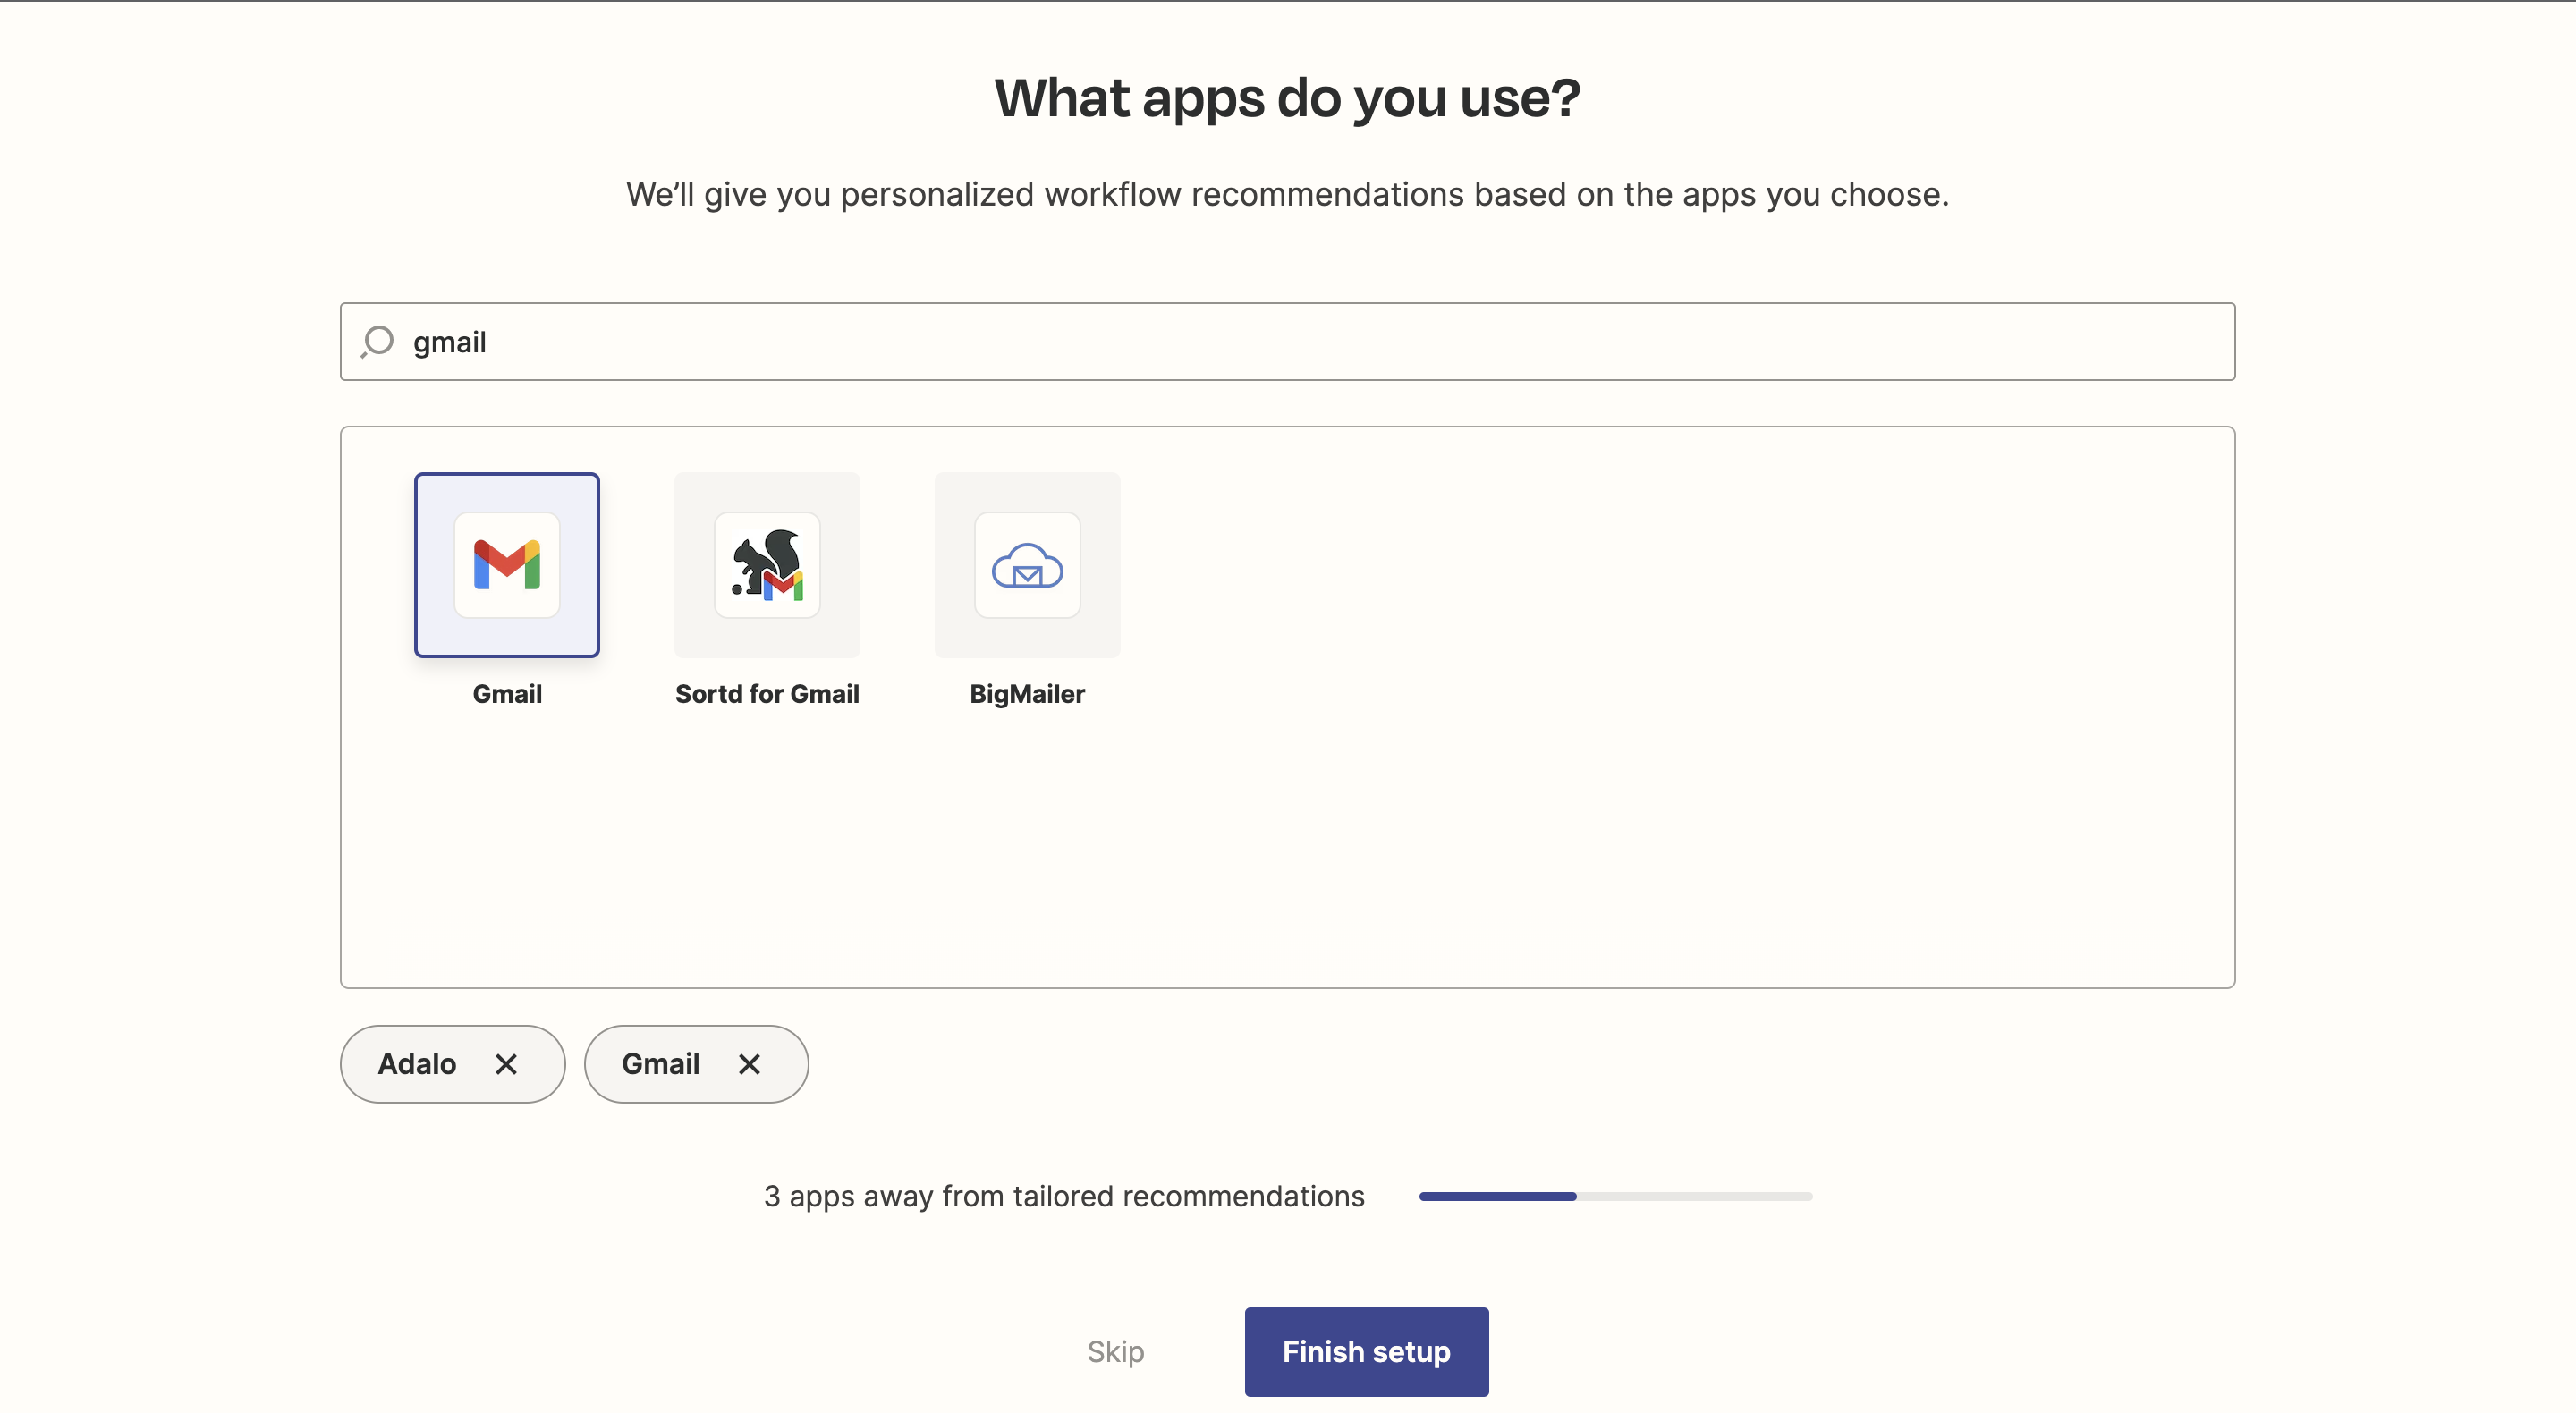 What apps do you use?
We’ll give you personalized workflow recommendations based on the apps you choose.
gmail
Gmail
Sortd for Gmail
BigMailer
Adalo
Gmail
3 apps away from tailored recommendations
Skip
Finish setup